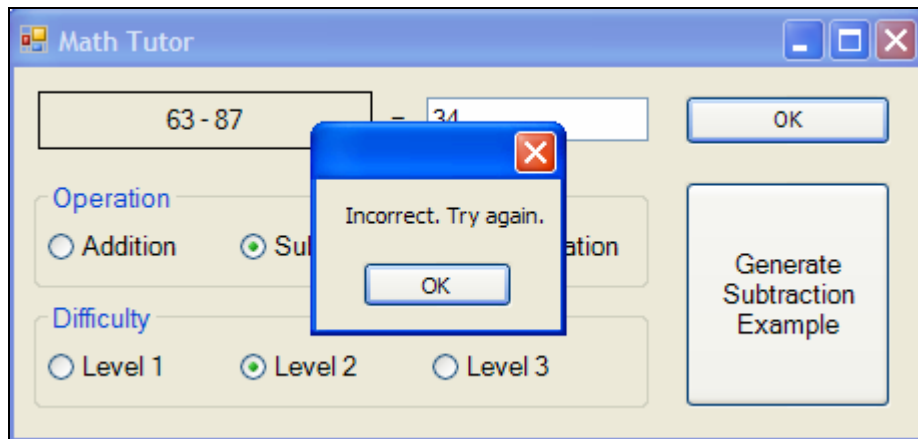 Math Tutor
63 - 87 = 34 OK
Incorrect. Try again.
OK
Operation
Addition
Difficulty
Level 1 Level 2 Level 3
Generate
Subtraction
Example